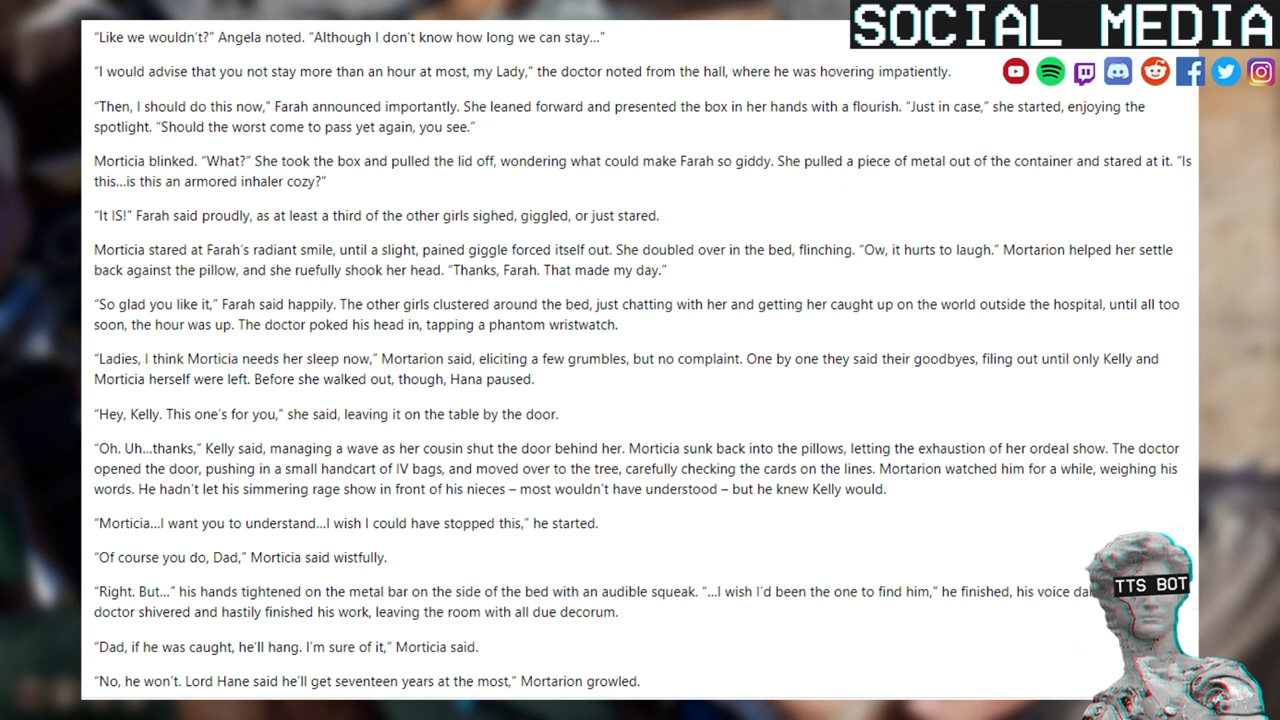 SOCIAL MEDIA
“Like we wouldn’t?” Angela noted. “Although I don’t know how long we can stay…”
“I would advise that you not stay more than an hour at most, my Lady,” the doctor noted from the hall, where he was hovering impatiently.
“Then, I should do this now,” Farah announced importantly. She leaned forward and presented the box in her hands with a flourish. “Just in case,” she started, enjoying the
spotlight. “Should the worst come to pass yet again, you see.”
Morticia blinked. “What?” She took the box and pulled the lid off, wondering what could make Farah so giddy. She pulled a piece of metal out of the container and stared at it. “Is
this…is this an armored inhaler cozy?”
“It IS!” Farah said proudly, as at least a third of the other girls sighed, giggled, or just stared.
Morticia stared at Farah’s radiant smile, until a slight, pained giggle forced itself out. She doubled over in the bed, flinching. “Ow, it hurts to laugh.” Mortarion helped her settle
back against the pillow, and she ruefully shook her head. “Thanks, Farah. That made my day.”
“So glad you like it,” Farah said happily. The other girls clustered around the bed, just chatting with her and getting her caught up on the world outside the hospital, until all too
soon, the hour was up. The doctor poked his head in, tapping a phantom wristwatch.
“Ladies, I think Morticia needs her sleep now,” Mortarion said, eliciting a few grumbles, but no complaint. One by one they said their goodbyes, filing out until only Kelly and
Morticia herself were left. Before she walked out, though, Hana paused.
“Hey, Kelly. This one’s for you,” she said, leaving it on the table by the door.
“Oh. Uh…thanks,” Kelly said, managing a wave as her cousin shut the door behind her. Morticia sunk back into the pillows, letting the exhaustion of her ordeal show. The doctor
opened the door, pushing in a small handcart of IV bags, and moved over to the tree, carefully checking the cards on the lines. Mortarion watched him for a while, weighing his
words. He hadn’t let his simmering rage show in front of his nieces – most wouldn’t have understood – but he knew Kelly would.
“Morticia…I want you to understand…I wish I could have stopped this,” he started.
“Of course you do, Dad,” Morticia said wistfully.
“Right. But…” his hands tightened on the metal bar on the side of the bed with an audible squeak. “…I wish I’d been the one to find him,” he finished, his voice
doctor shivered and hastily finished his work, leaving the room with all due decorum.
“Dad, if he was caught, he’ll hang. I’m sure of it,” Morticia said.
“No, he won’t. Lord Hane said he’ll get seventeen years at the most,” Mortarion growled.
TTS BOT